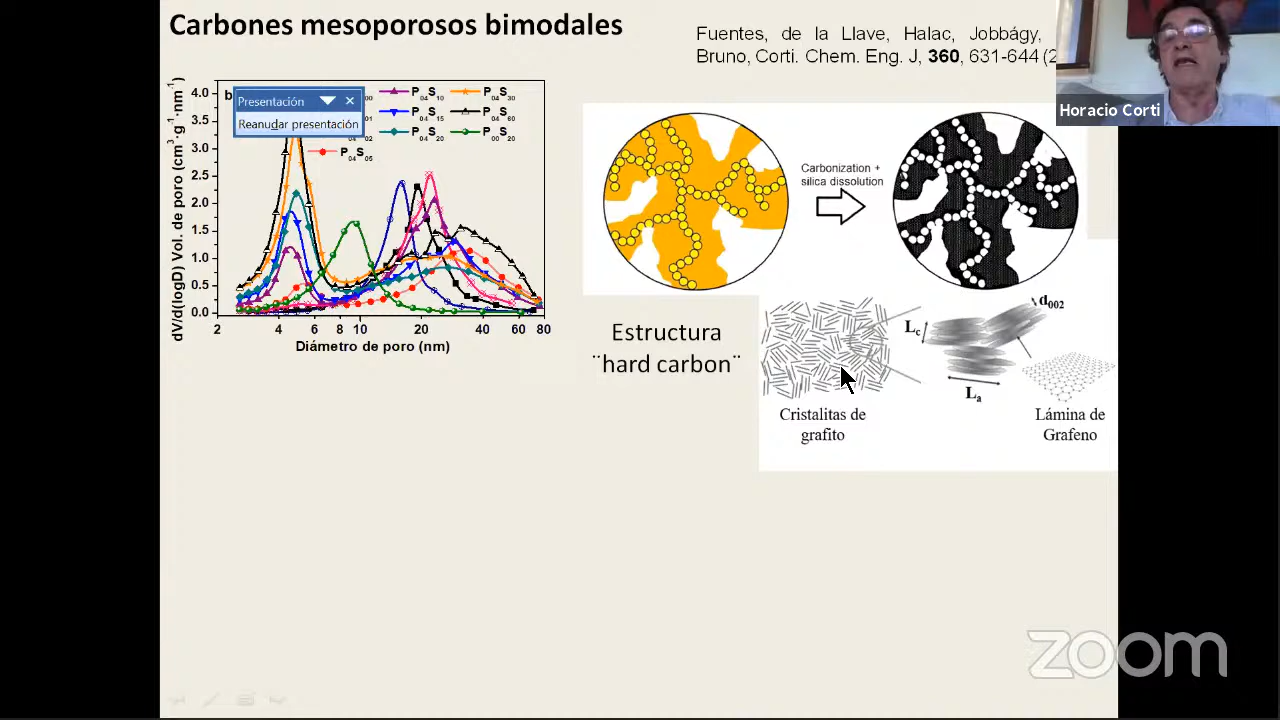 Carbones mesoporosos bimodales
Fuentes, de la Llave, Halac, Jobbágy,
Bruno, Corti. Chem. Eng. J, 360, 631-644 (2
Horacio Corti
dV/d(logD) Vol. de poro (cm³·g⁻¹·nm⁻¹)
4.0
3.5
3.0
2.5
2.0
1.5
1.0
0.5
0.0
b
Presentación
Reanudar presentación
00
P04S10
P04S30
01
P04S15
P04S60
P04S20
P00S20
P04S05
2 4 6 8 10 20 40 60 80
Diámetro de poro (nm)
Carbonization +
silica dissolution
Estructura
¨hard carbon¨
d002
Lc
La
Cristalitas de
grafito
Lámina de
Grafeno
zoom